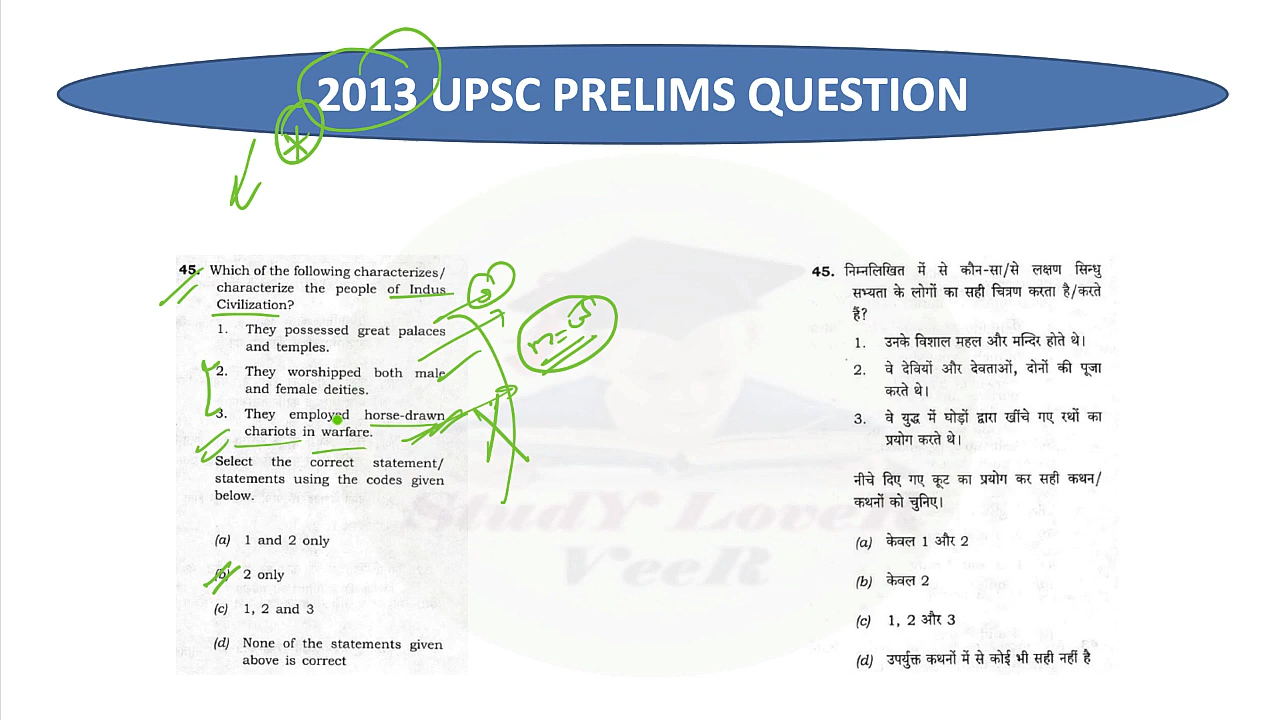 2013 UPSC PRELIMS QUESTION
45. Which of the following characterizes/
characterize the people of Indus
Civilization?
1. They possessed great palaces
and temples.
2. They worshipped both male
and female deities.
3. They employed horse-drawn
chariots in warfare.
Select the correct statement/
statements using the codes given
below.
(a) 1 and 2 only
(b) 2 only
(c) 1, 2 and 3
(d) None of the statements given
above is correct
45. निम्नलिखित में से कौन-सा/से लक्षण सिन्धु
सभ्यता के लोगों का सही चित्रण करता है/करते
हैं?
1. उनके विशाल महल और मन्दिर होते थे।
2. वे देवियों और देवताओं, दोनों की पूजा
करते थे।
3. वे युद्ध में घोड़ों द्वारा खींचे गए रथों का
प्रयोग करते थे।
नीचे दिए गए कूट का प्रयोग कर सही कथन/
कथनों को चुनिए।
(a) केवल 1 और 2
(b) केवल 2
(c) 1, 2 और 3
(d) उपर्युक्त कथनों में से कोई भी सही नहीं है
StudY LoveR
VeeR